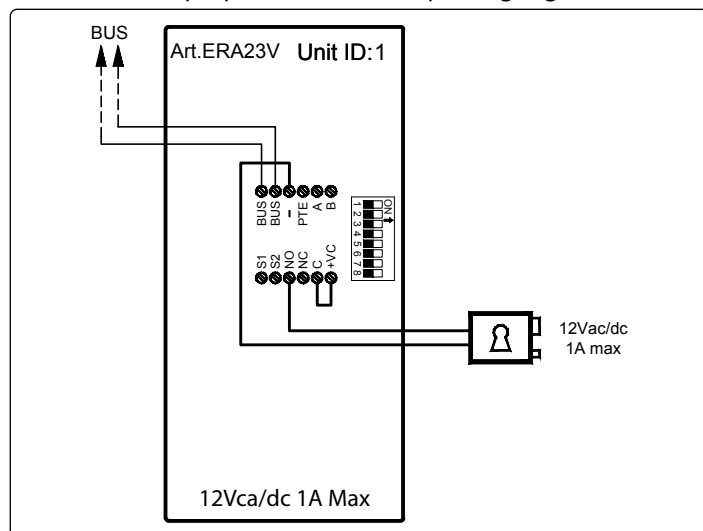 BUS
Art.ERA23V Unit ID:1
BUS
BUS
–
PTE
A
B
ON
1
2
3
4
5
6
7
8
S1
S2
NO
NC
C
+VC
12Vac/dc
1A max
12Vca/dc 1A Max